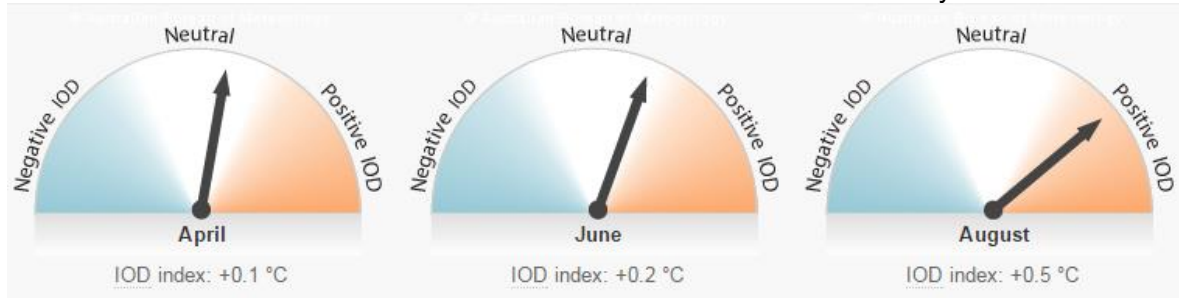 Neutral
Negative IOD
Positive IOD
April
IOD index: +0.1 °C
Neutral
Negative IOD
Positive IOD
June
IOD index: +0.2 °C
Neutral
Negative IOD
Positive IOD
August
IOD index: +0.5 °C